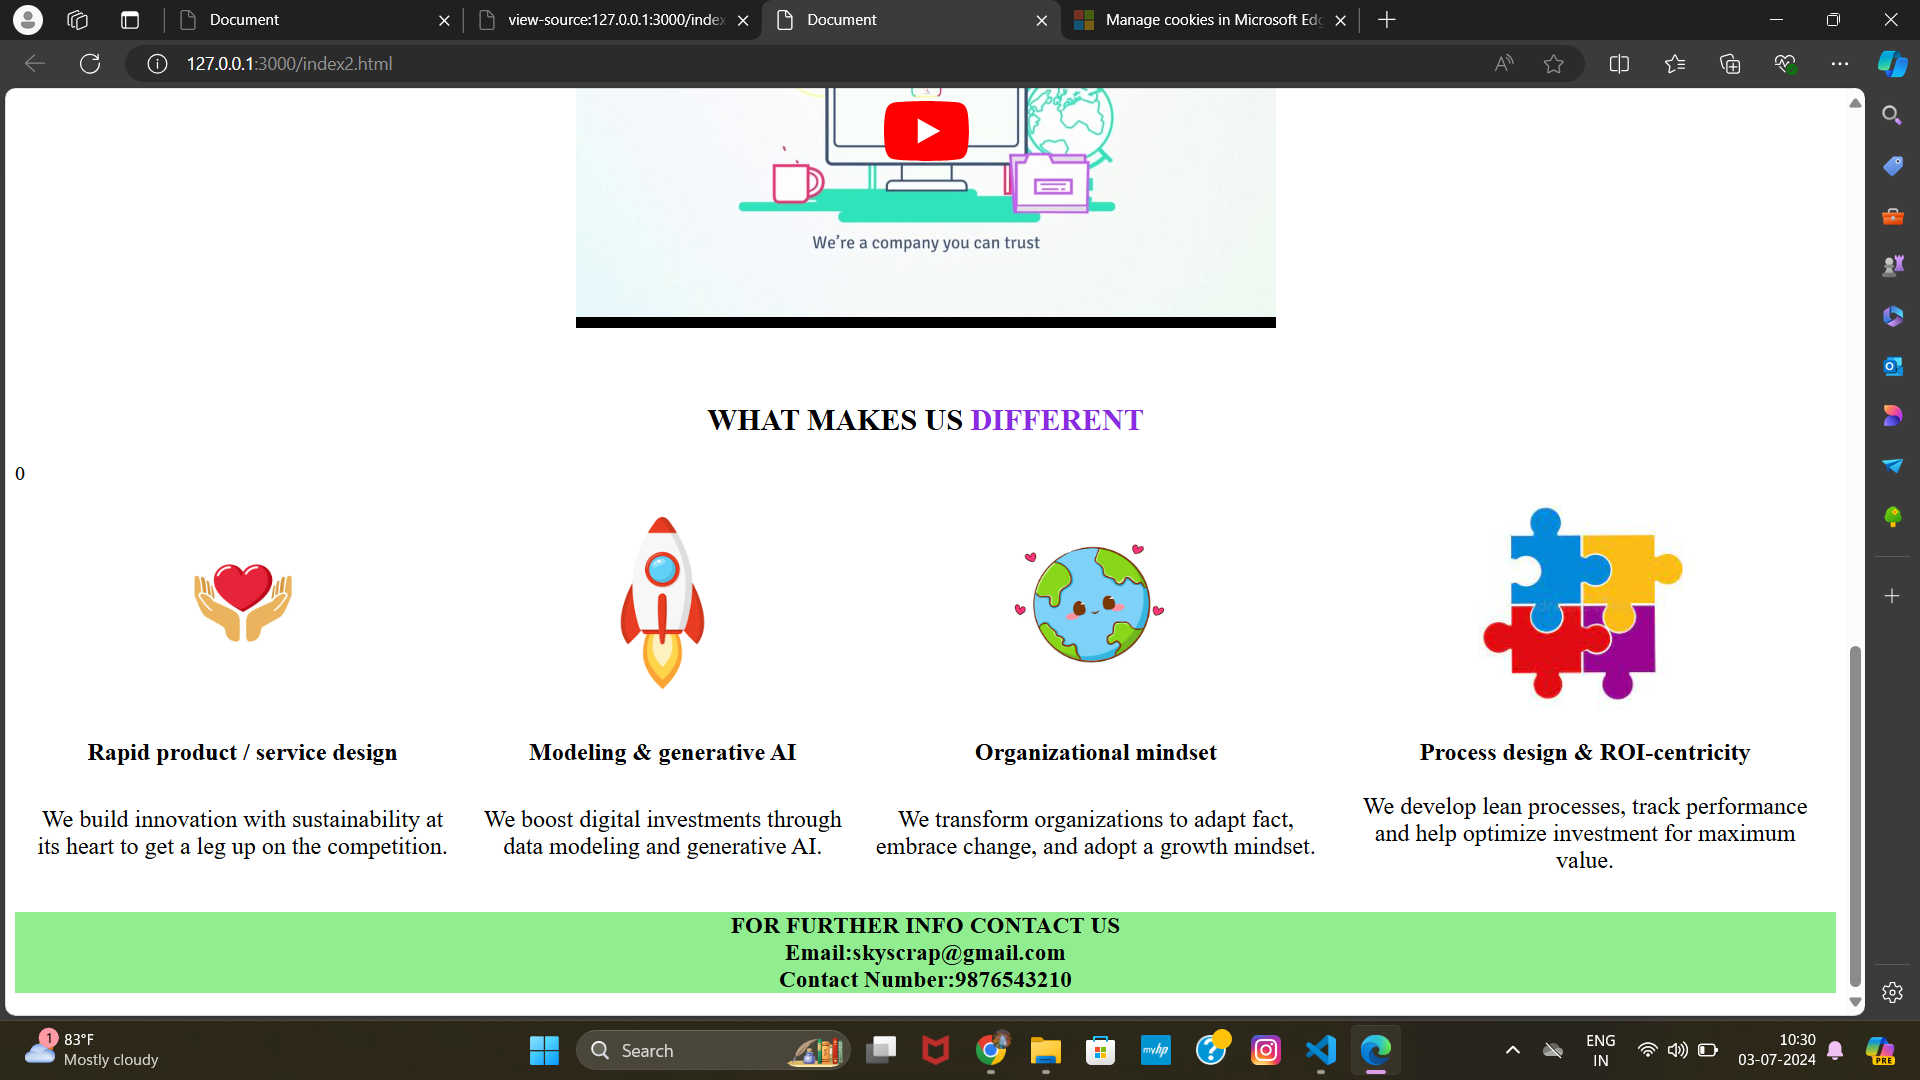 Document
view-source:127.0.0.1:3000/index
Document
Manage cookies in Microsoft Edg
127.0.0.1:3000/index2.html
We're a company you can trust
WHAT MAKES US DIFFERENT
0
Rapid product / service design
Modeling & generative AI
Organizational mindset
Process design & ROI-centricity
We build innovation with sustainability at
its heart to get a leg up on the competition.
We boost digital investments through
data modeling and generative AI.
We transform organizations to adapt fact,
embrace change, and adopt a growth mindset.
We develop lean processes, track performance
and help optimize investment for maximum
value.
FOR FURTHER INFO CONTACT US
Email:skyscrap@gmail.com
Contact Number:9876543210
1
83°F
Mostly cloudy
Search
myhp
ENG
IN
10:30
03-07-2024
PRE